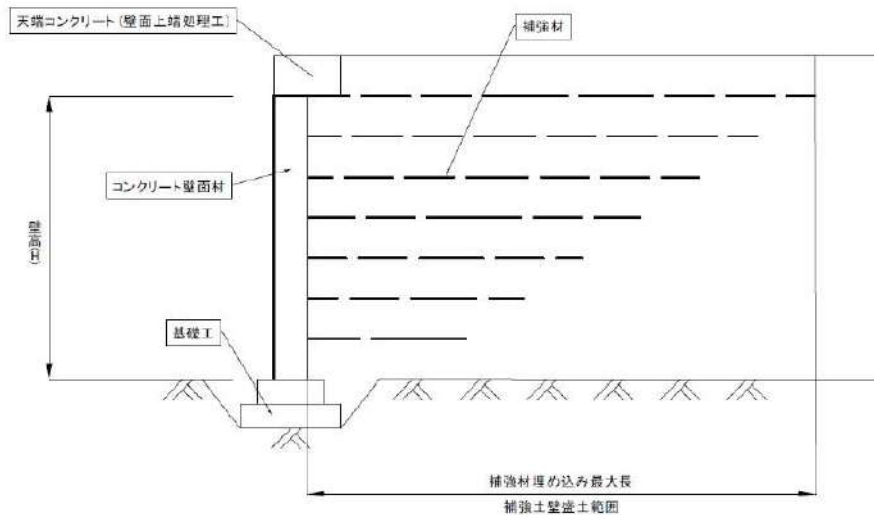 天端コンクリート(壁面上端処理工)
補強材
コンクリート壁面材
壁高(H)
基礎工
補強材埋め込み最大長
補強土壁盛土範囲